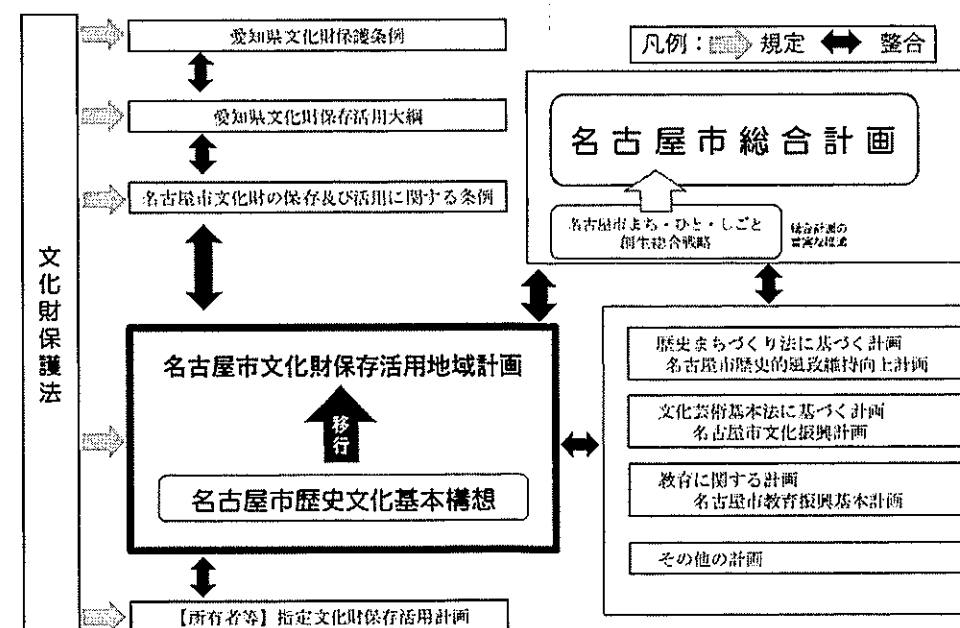 愛知県文化財保護条例
凡例： 規定 整合
愛知県文化財保存活用大綱
名古屋市総合計画
名古屋市文化財の保存及び活用に関する条例
名古屋市まち・ひと・しごと
創生総合戦略
総合計画の
文化財保護法
名古屋市文化財保存活用地域計画
移行
名古屋市歴史文化基本構想
歴史まちづくり法に基づく計画
名古屋市歴史的風致維持向上計画
文化芸術基本法に基づく計画
名古屋市文化振興計画
教育に関する計画
名古屋市教育振興基本計画
その他の計画
【所有者等】指定文化財保存活用計画